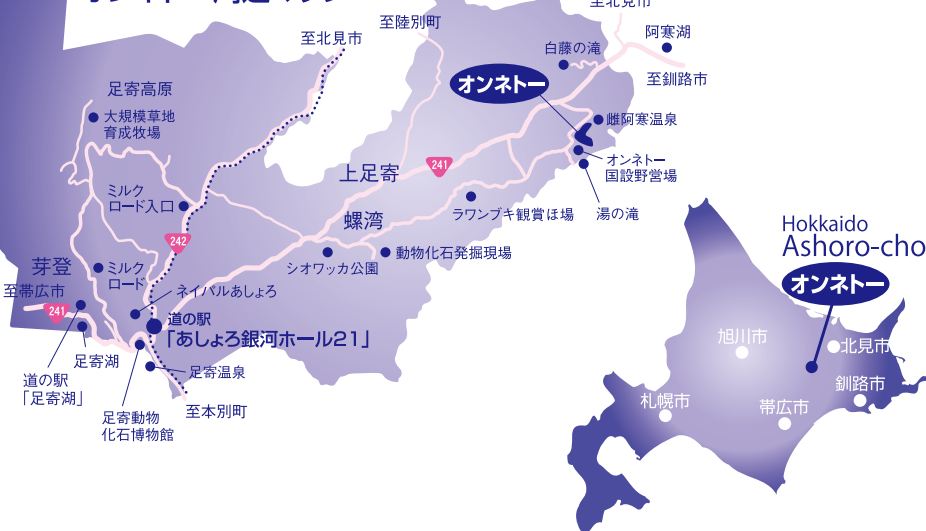 至北見市
至陸別町
至北見市
阿寒湖
白藤の滝
至釧路市
オンネトー
足寄高原
大規模草地
育成牧場
雌阿寒温泉
オンネトー
国設野営場
上足寄
241
ミルク
ロード入口
螺湾
ラワンブキ観賞ほ場
湯の滝
242
動物化石発掘現場
シオワッカ公園
芽登
ミルク
ロード
至帯広市
ネイパルあしょろ
241
道の駅
「あしょろ銀河ホール21」
足寄湖
足寄温泉
道の駅
「足寄湖」
至本別町
足寄動物
化石博物館
Hokkaido
Ashoro-cho
オンネトー
旭川市
北見市
釧路市
札幌市
帯広市